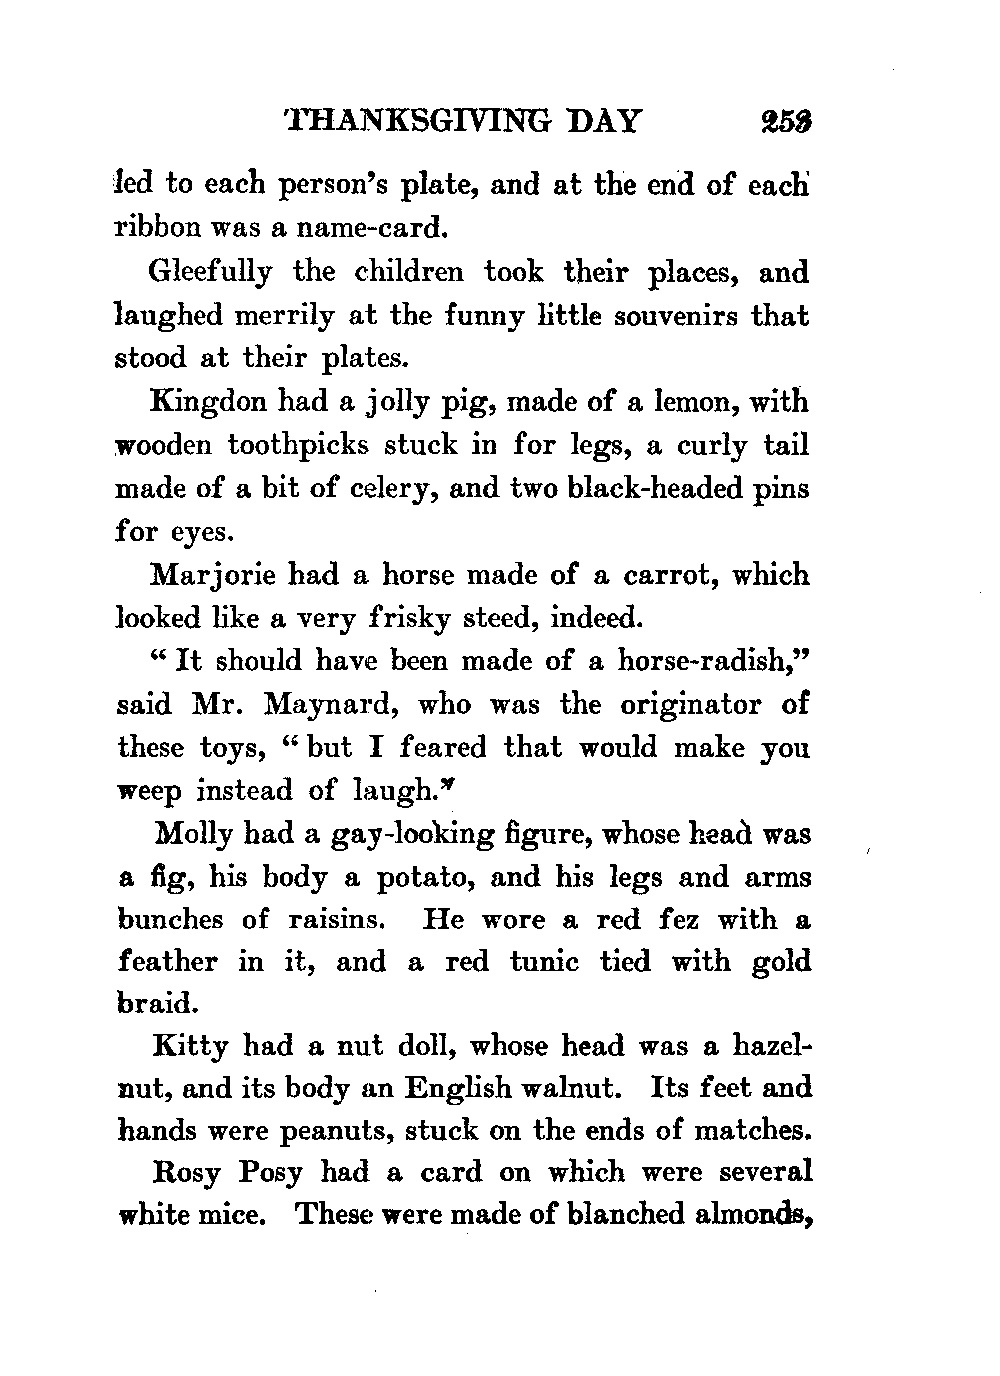 THANKSGIVING DAY 253
led to each person's plate, and at the end of each
ribbon was a name-card.
Gleefully the children took their places, and
laughed merrily at the funny little souvenirs that
stood at their plates.
Kingdon had a jolly pig, made of a lemon, with
wooden toothpicks stuck in for legs, a curly tail
made of a bit of celery, and two black-headed pins
for eyes.
Marjorie had a horse made of a carrot, which
looked like a very frisky steed, indeed.
“ It should have been made of a horse-radish,”
said Mr. Maynard, who was the originator of
these toys, “ but I feared that would make you
weep instead of laugh.”
Molly had a gay-looking figure, whose head was
a fig, his body a potato, and his legs and arms
bunches of raisins. He wore a red fez with a
feather in it, and a red tunic tied with gold
braid.
Kitty had a nut doll, whose head was a hazel-
nut, and its body an English walnut. Its feet and
hands were peanuts, stuck on the ends of matches.
Rosy Posy had a card on which were several
white mice. These were made of blanched almonds,